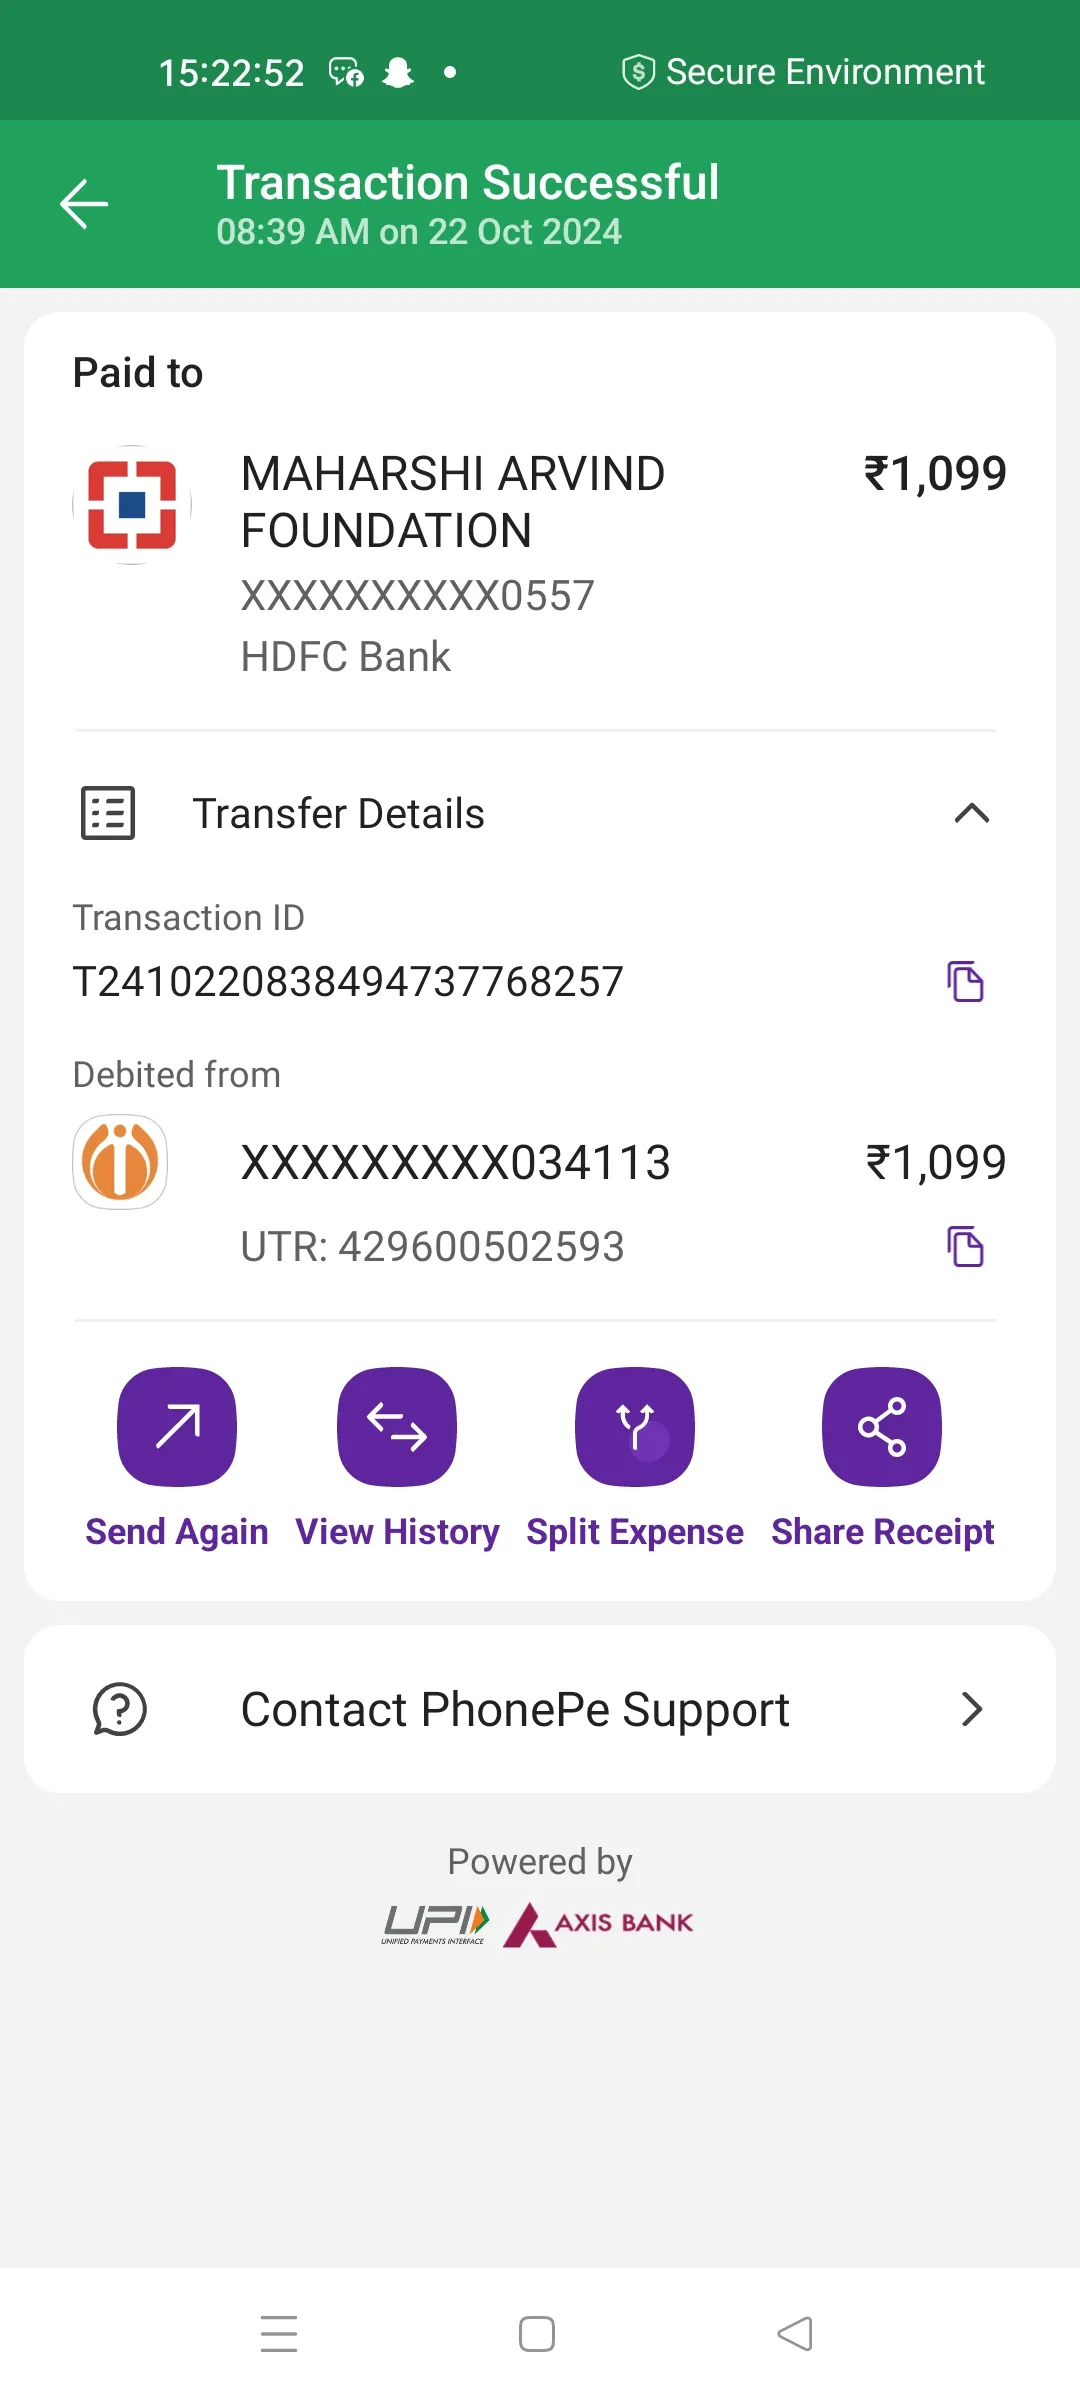 15:22:52
Secure Environment
Transaction Successful
08:39 AM on 22 Oct 2024
Paid to
MAHARSHI ARVIND ₹1,099
FOUNDATION
XXXXXXXXXX0557
HDFC Bank
Transfer Details
Transaction ID
T2410220838494737768257
Debited from
XXXXXXXXX034113 ₹1,099
UTR: 429600502593
Send Again View History Split Expense Share Receipt
Contact PhonePe Support
Powered by
UPI AXIS BANK
UNIFIED PAYMENTS INTERFACE